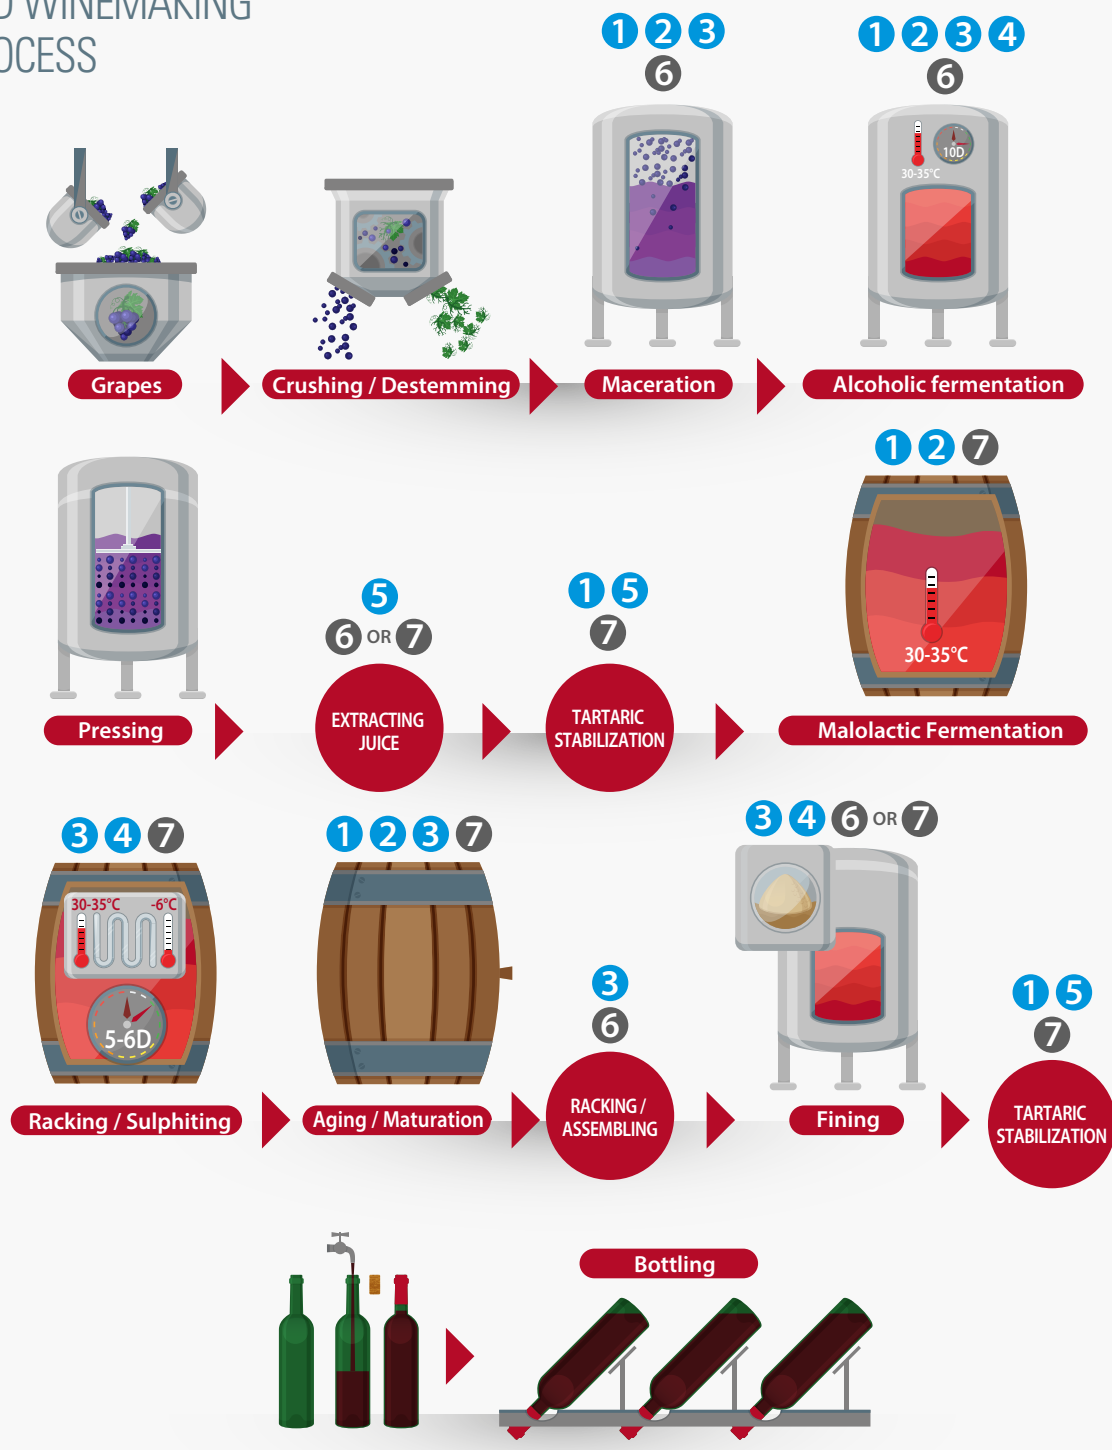 WINEMAKING
OCESS
1 2 3
6
1 2 3 4
6
10D
30-35°C
Grapes
Crushing / Destemming
Maceration
Alcoholic fermentation
1 2 7
30-35°C
5
6 OR 7
1 5
7
EXTRACTING
JUICE
TARTARIC
STABILIZATION
Pressing
Malolactic Fermentation
3 4 7
1 2 3 7
3 4 6 OR 7
30-35°C -6°C
5-6D
3
6
1 5
7
RACKING /
ASSEMBLING
TARTARIC
STABILIZATION
Racking / Sulphiting
Aging / Maturation
Fining
Bottling